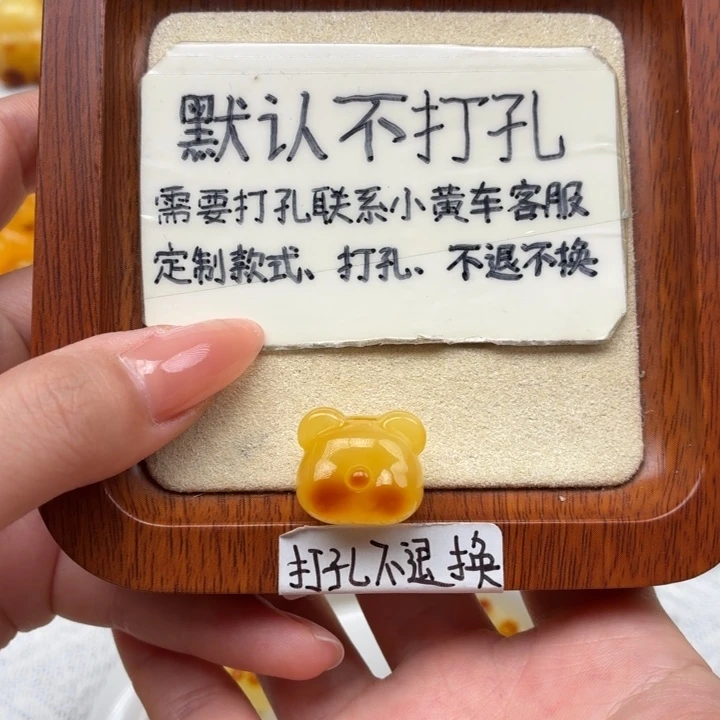 默认不打孔
需要打孔联系小黄车客服
定制款式、打孔、不退不换
打孔不退换